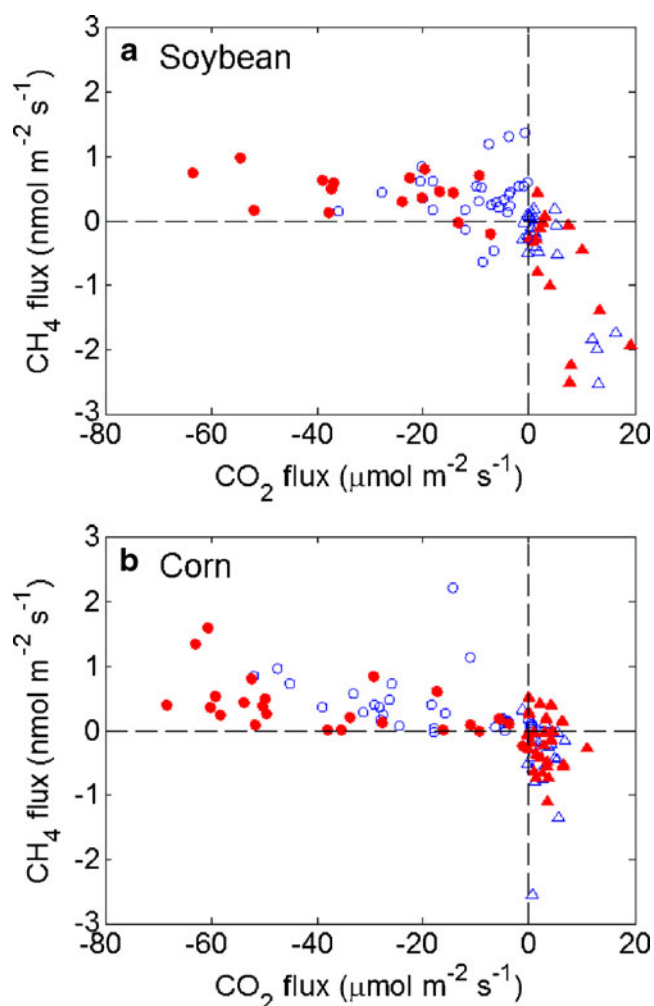 a Soybean
3
2
1
0
-1
-2
-3
CH₄ flux (nmol m⁻² s⁻¹)
-80 -60 -40 -20 0 20
CO₂ flux (μmol m⁻² s⁻¹)
b Corn
3
2
1
0
-1
-2
-3
CH₄ flux (nmol m⁻² s⁻¹)
-80 -60 -40 -20 0 20
CO₂ flux (μmol m⁻² s⁻¹)